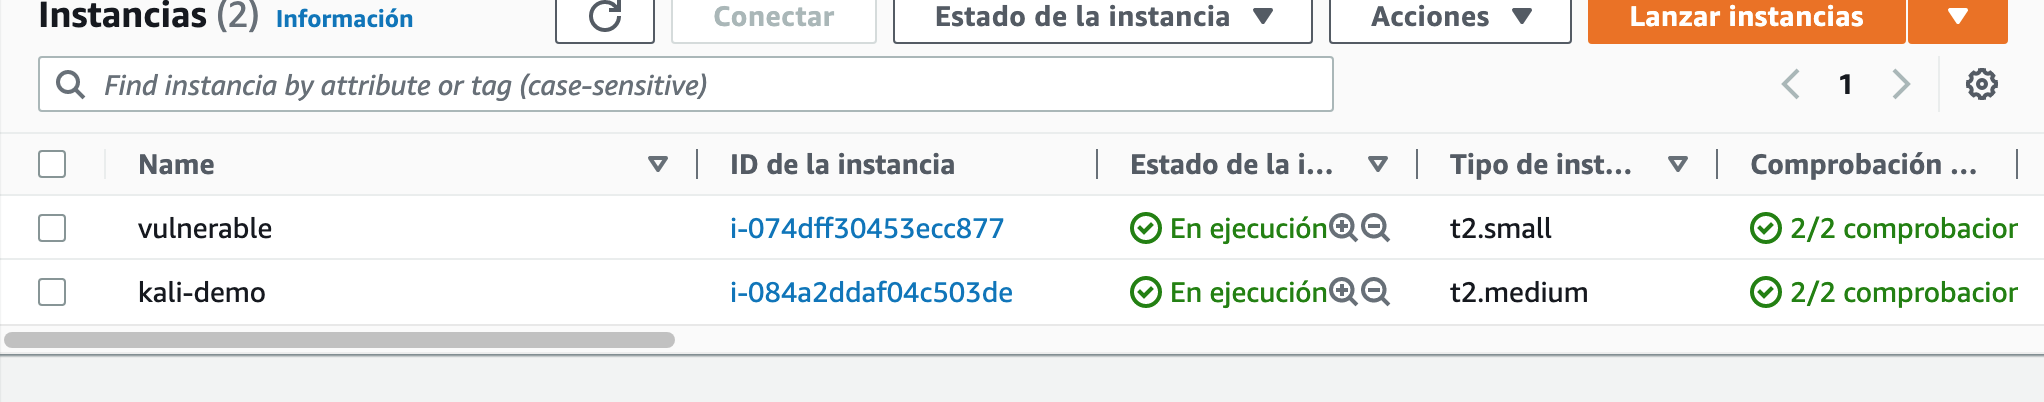 Instancias (2) Información Conectar Estado de la instancia Acciones Lanzar instancias
Find instancia by attribute or tag (case-sensitive) 1
Name ID de la instancia Estado de la i... Tipo de inst... Comprobación ...
vulnerable i-074dff30453ecc877 En ejecución t2.small 2/2 comprobacior
kali-demo i-084a2ddaf04c503de En ejecución t2.medium 2/2 comprobacior